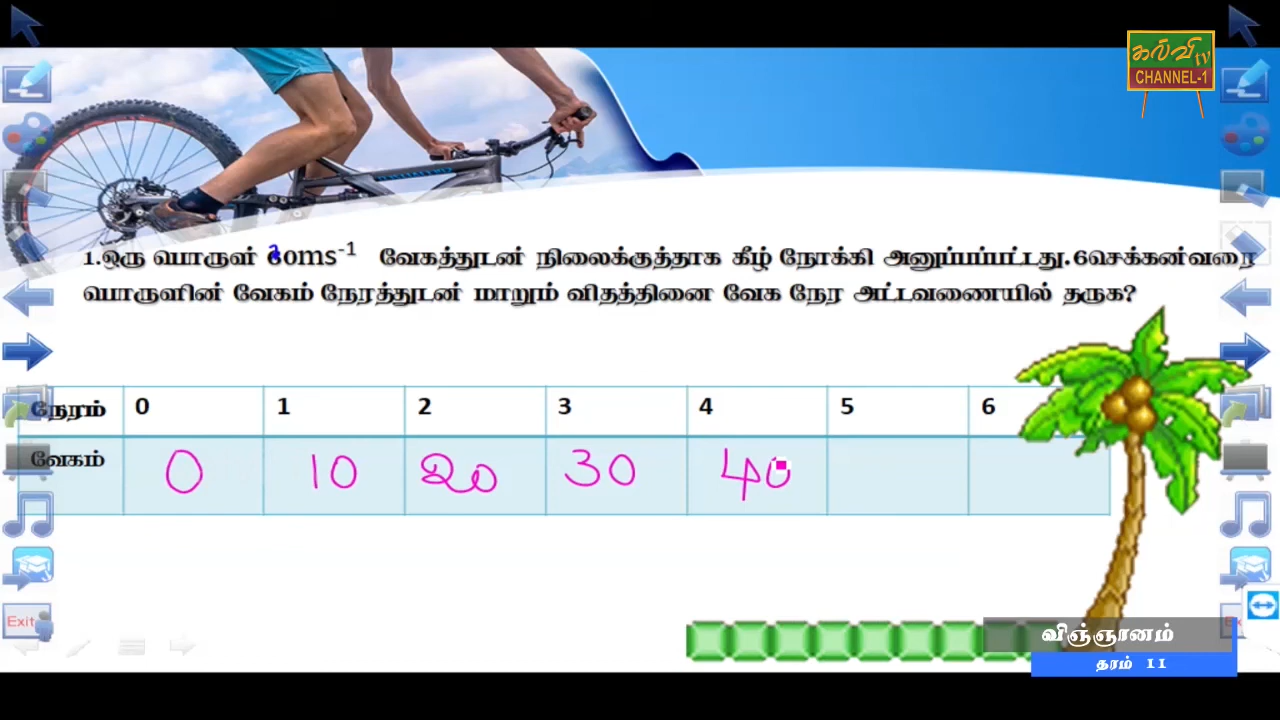 கல்வி tv
CHANNEL-1
1.ஒரு பொருள் oms-1 வேகத்துடன் நிலைக்குத்தாக கீழ் நோக்கி அனுப்பப்பட்டது.6செக்கன்வரை
பொருளின் வேகம் நேரத்துடன் மாறும் விதத்தினை வேக நேர அட்டவணையில் தருக?
நேரம் 0 1 2 3 4 5 6
வேகம் 0 10 20 30 40
Exit
விஞ்ஞானம்
தரம் 11